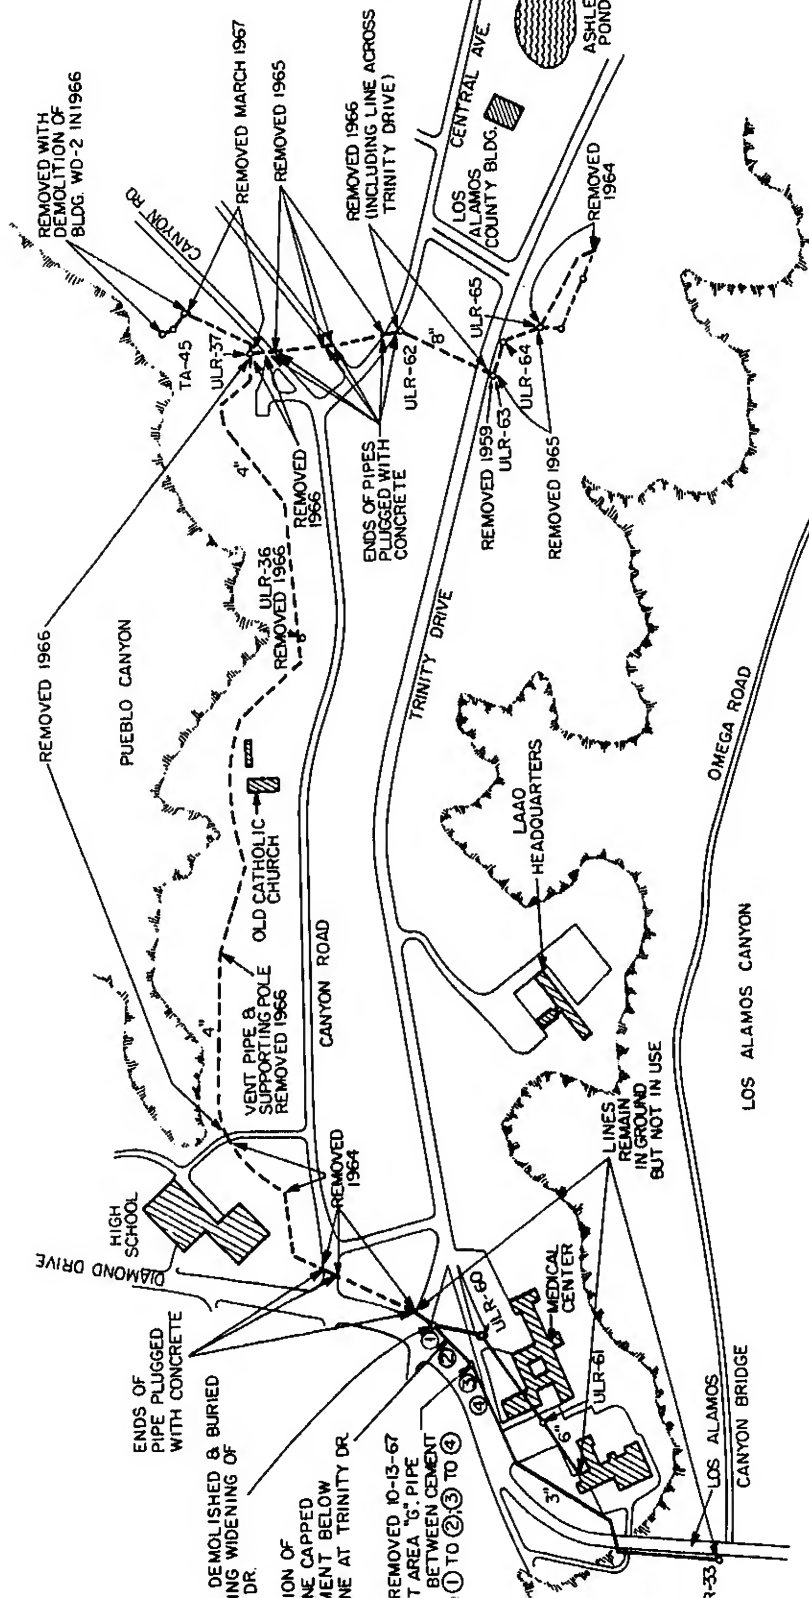 REMOVED WITH
DEMOLITION OF
BLDG. WD-2 IN 1966
REMOVED MARCH 1967
REMOVED 1965
REMOVED 1966
(INCLUDING LINE ACROSS
TRINITY DRIVE)
CENTRAL AVE.
ASHLE
POND
LOS
ALAMOS
COUNTY BLDG.
REMOVED
1964
CANYON RD
TA-45
ULR-37
ULR-62
8"
ULR-65
ULR-64
REMOVED 1959
ULR-63
REMOVED 1965
4"
REMOVED
1966
ENDS OF PIPES
PLUGGED WITH
CONCRETE
ULR-36
REMOVED 1966
REMOVED 1966
PUEBLO CANYON
TRINITY DRIVE
OMEGA ROAD
OLD CATHOLIC
CHURCH
LAAO
HEADQUARTERS
VENT PIPE &
SUPPORTING POLE
REMOVED 1966
4"
CANYON ROAD
LOS ALAMOS CANYON
REMOVED
1964
LINES
REMAIN
IN GROUND
BUT NOT IN USE
HIGH
SCHOOL
DIAMOND DRIVE
ENDS OF
PIPE PLUGGED
WITH CONCRETE
ULR-60
MEDICAL
CENTER
ULR-61
6"
3"
1
2
3
4
DEMOLISHED & BURIED
ING WIDENING OF
DR.
ION OF
NE CAPPED
MENT BELOW
NE AT TRINITY DR.
REMOVED 10-13-67
T AREA "G". PIPE
BETWEEN CEMENT
① TO ②, ③ TO ④
LOS ALAMOS
CANYON BRIDGE
R-33